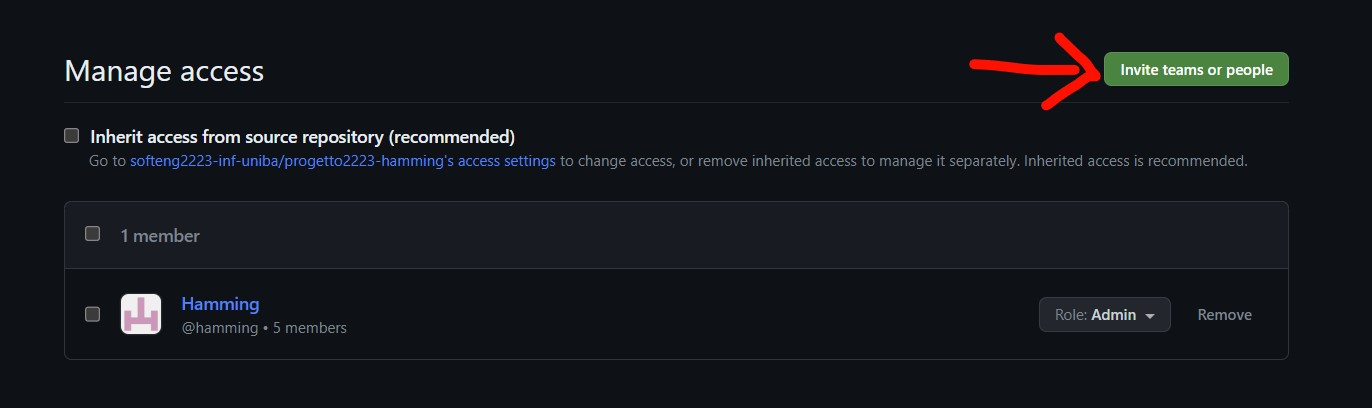 Manage access
Invite teams or people
Inherit access from source repository (recommended)
Go to softeng2223-inf-uniba/progetto2223-hamming's access settings to change access, or remove inherited access to manage it separately. Inherited access is recommended.
1 member
Hamming
@hamming • 5 members
Role: Admin
Remove